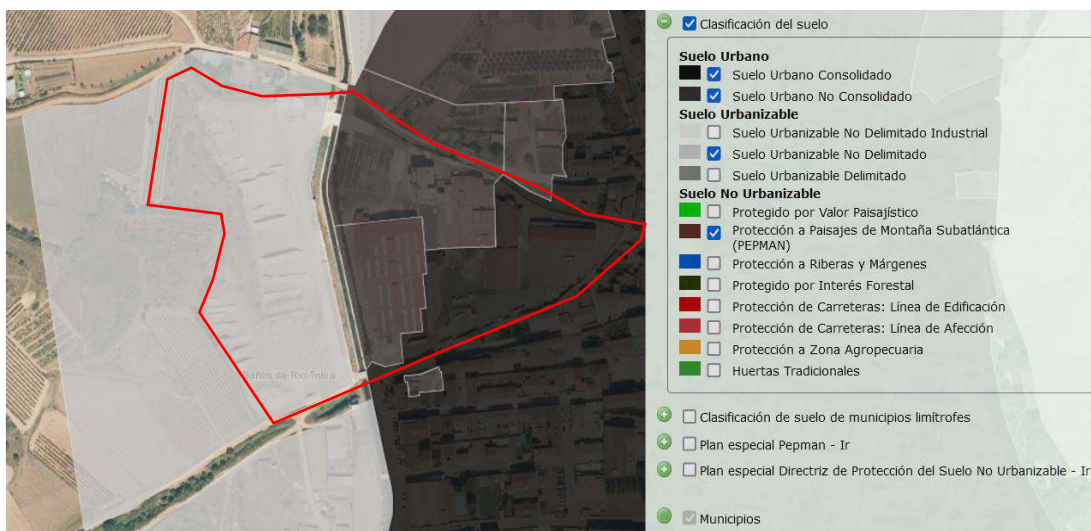 Clasificación del suelo
Suelo Urbano
Suelo Urbano Consolidado
Suelo Urbano No Consolidado
Suelo Urbanizable
Suelo Urbanizable No Delimitado Industrial
Suelo Urbanizable No Delimitado
Suelo Urbanizable Delimitado
Suelo No Urbanizable
Protegido por Valor Paisajístico
Protección a Paisajes de Montaña Subatlántica
(PEPMAN)
Protección a Riberas y Márgenes
Protegido por Interés Forestal
Protección de Carreteras: Línea de Edificación
Protección de Carreteras: Línea de Afección
Protección a Zona Agropecuaria
Huertas Tradicionales
Baños de Río Tobía
Clasificación de suelo de municipios limítrofes
Plan especial Pepman - Ir
Plan especial Directriz de Protección del Suelo No Urbanizable - Ir
Municipios